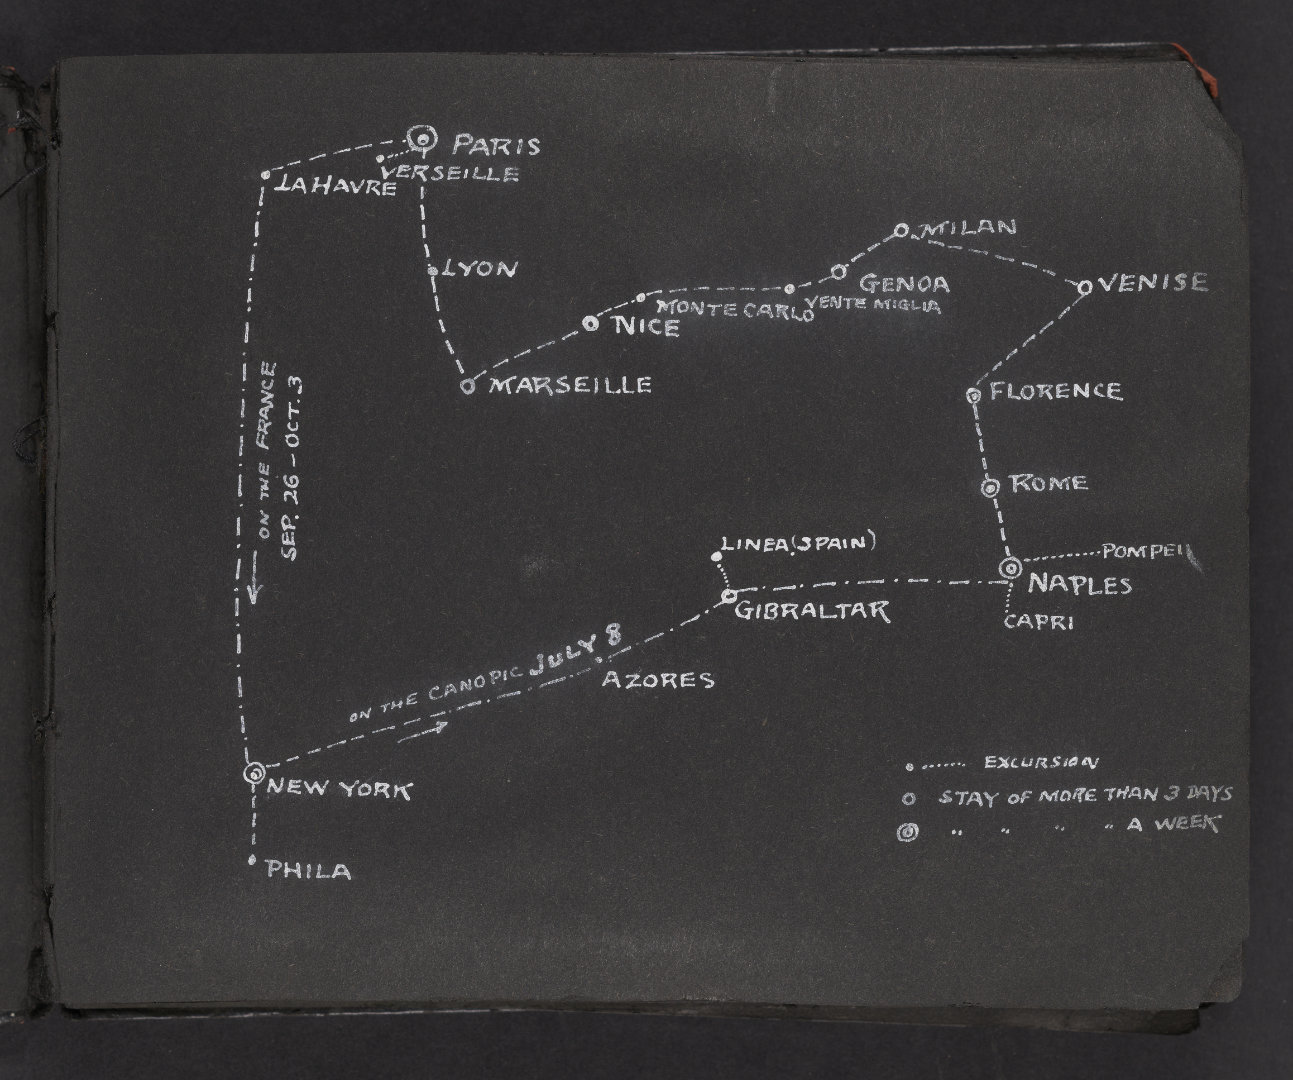 PARIS
VERSEILLE
LA HAVRE
MILAN
LYON
GENOA
VENISE
VENTE MIGLIA
MONTE CARLO
NICE
MARSEILLE
FLORENCE
ON THE FRANCE
SEP. 26 - OCT. 3
ROME
LINEA (SPAIN)
POMPEII
NAPLES
GIBRALTAR
CAPRI
ON THE CANOPIC JULY 8
AZORES
NEW YORK
EXCURSION
STAY OF MORE THAN 3 DAYS
" " " " A WEEK
PHILA